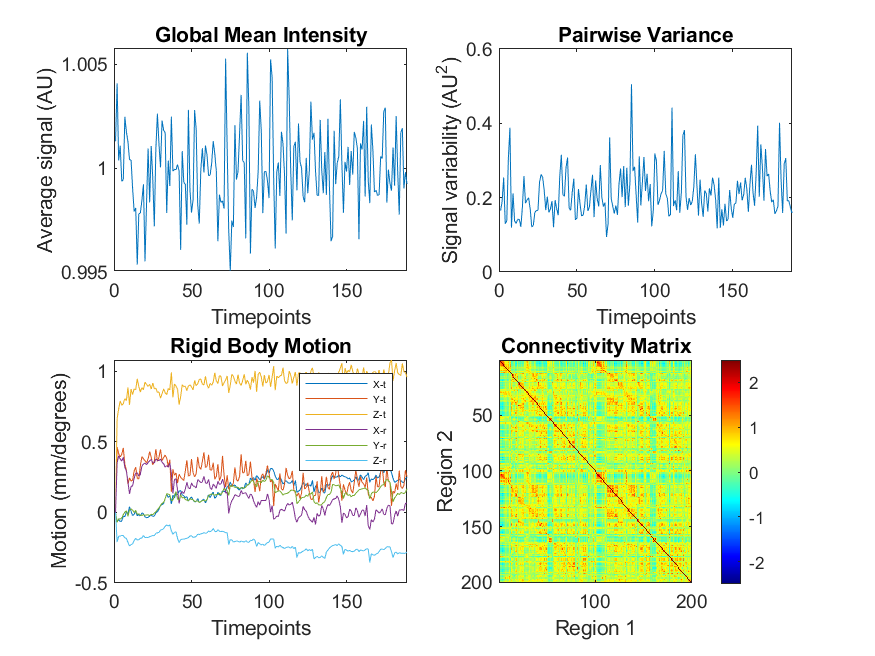 Global Mean Intensity
1.005
1
0.995
Average signal (AU)
0
50
100
150
Timepoints
Pairwise Variance
0.6
0.4
0.2
0
Signal variability (AU²)
0
50
100
150
Timepoints
Rigid Body Motion
1
0.5
0
-0.5
Motion (mm/degrees)
X-t
Y-t
Z-t
X-r
Y-r
Z-r
0
50
100
150
Timepoints
Connectivity Matrix
50
100
150
200
Region 2
100
200
Region 1
2
1
0
-1
-2